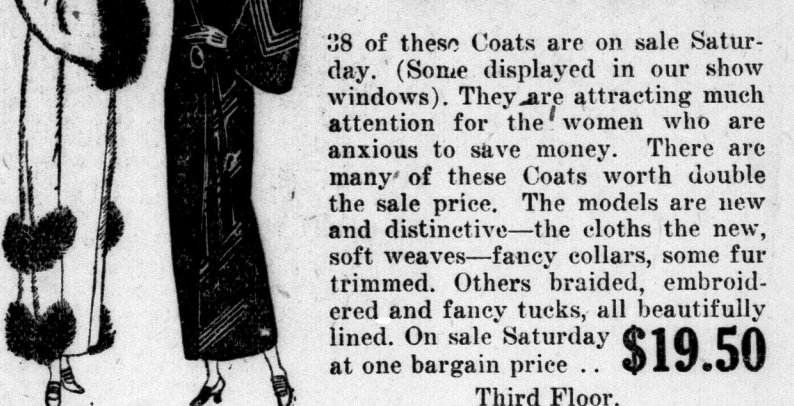 38 of these Coats are on sale Satur-
day. (Some displayed in our show
windows). They are attracting much
attention for the women who are
anxious to save money. There are
many of these Coats worth double
the sale price. The models are new
and distinctive—the cloths the new,
soft weaves—fancy collars, some fur
trimmed. Others braided, embroid-
ered and fancy tucks, all beautifully
lined. On sale Saturday
at one bargain price .. $19.50
Third Floor.